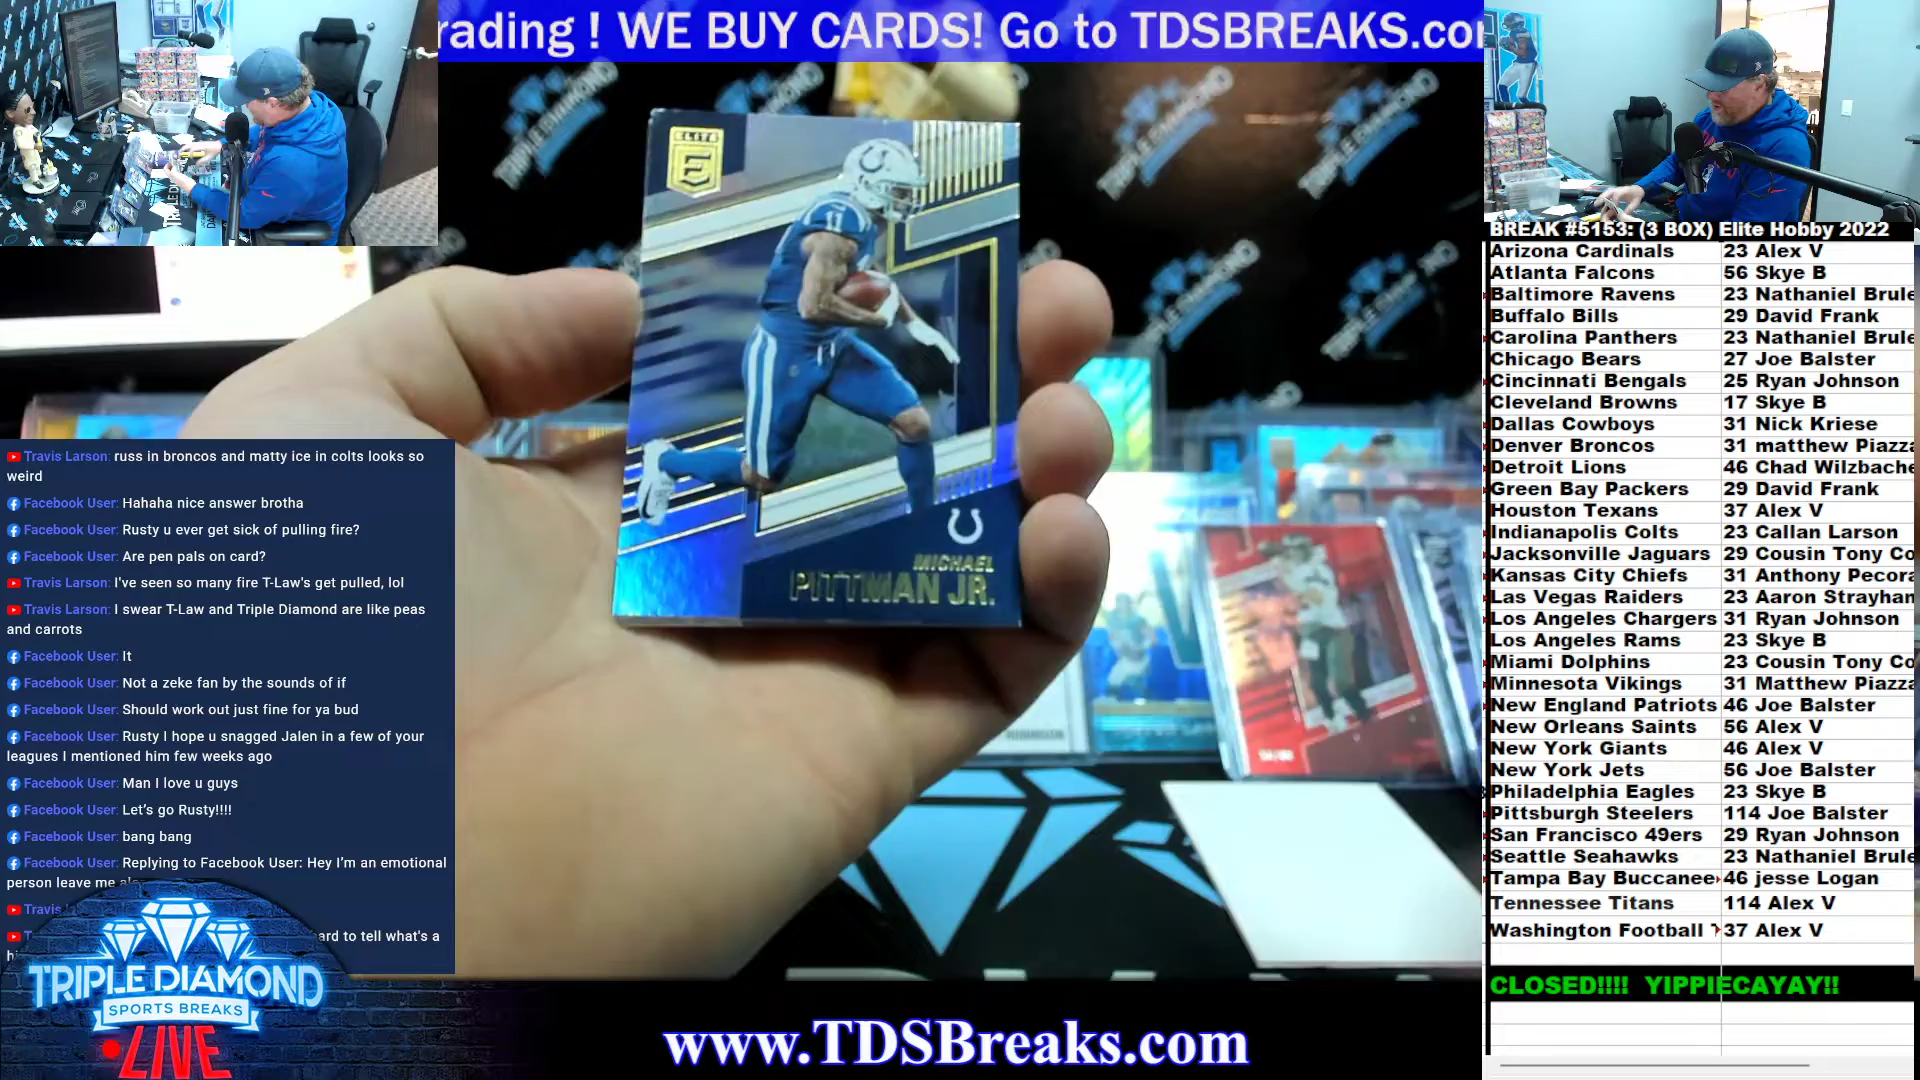 rading ! WE BUY CARDS! Go to TDSBREAKS.co
ELITE
E
11
MICHAEL
PITTMAN JR.
Travis Larson: russ in broncos and matty ice in colts looks so
weird
Facebook User: Hahaha nice answer brotha
Facebook User: Rusty u ever get sick of pulling fire?
Facebook User: Are pen pals on card?
Travis Larson: I've seen so many fire T-Law's get pulled, lol
Travis Larson: I swear T-Law and Triple Diamond are like peas
and carrots
Facebook User: It
Facebook User: Not a zeke fan by the sounds of if
Facebook User: Should work out just fine for ya bud
Facebook User: Rusty I hope u snagged Jalen in a few of your
leagues I mentioned him few weeks ago
Facebook User: Man I love u guys
Facebook User: Let's go Rusty!!!!
Facebook User: bang bang
Facebook User: Replying to Facebook User: Hey I'm an emotional
person leave me
Travis
ard to tell what's a
TRIPLE DIAMOND
SPORTS BREAKS
LIVE
www.TDSBreaks.com
BREAK #5153: (3 BOX) Elite Hobby 2022
Arizona Cardinals 23 Alex V
Atlanta Falcons 56 Skye B
Baltimore Ravens 23 Nathaniel Brule
Buffalo Bills 29 David Frank
Carolina Panthers 23 Nathaniel Brule
Chicago Bears 27 Joe Balster
Cincinnati Bengals 25 Ryan Johnson
Cleveland Browns 17 Skye B
Dallas Cowboys 31 Nick Kriese
Denver Broncos 31 matthew Piazza
Detroit Lions 46 Chad Wilzbache
Green Bay Packers 29 David Frank
Houston Texans 37 Alex V
Indianapolis Colts 23 Callan Larson
Jacksonville Jaguars 29 Cousin Tony Co
Kansas City Chiefs 31 Anthony Pecora
Las Vegas Raiders 23 Aaron Strayhan
Los Angeles Chargers 31 Ryan Johnson
Los Angeles Rams 23 Skye B
Miami Dolphins 23 Cousin Tony Co
Minnesota Vikings 31 Matthew Piazza
New England Patriots 46 Joe Balster
New Orleans Saints 56 Alex V
New York Giants 46 Alex V
New York Jets 56 Joe Balster
Philadelphia Eagles 23 Skye B
Pittsburgh Steelers 114 Joe Balster
San Francisco 49ers 29 Ryan Johnson
Seattle Seahawks 23 Nathaniel Brule
Tampa Bay Buccanee 46 jesse Logan
Tennessee Titans 114 Alex V
Washington Football 37 Alex V
CLOSED!!!! YIPPIECAYAY!!